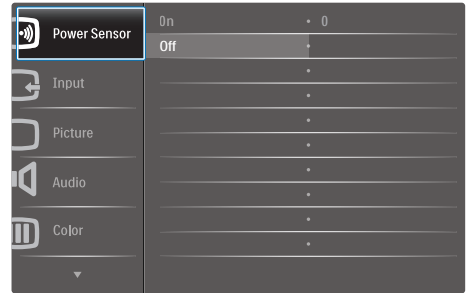 Power Sensor
On • 0
Off •
Input
Picture
Audio
Color